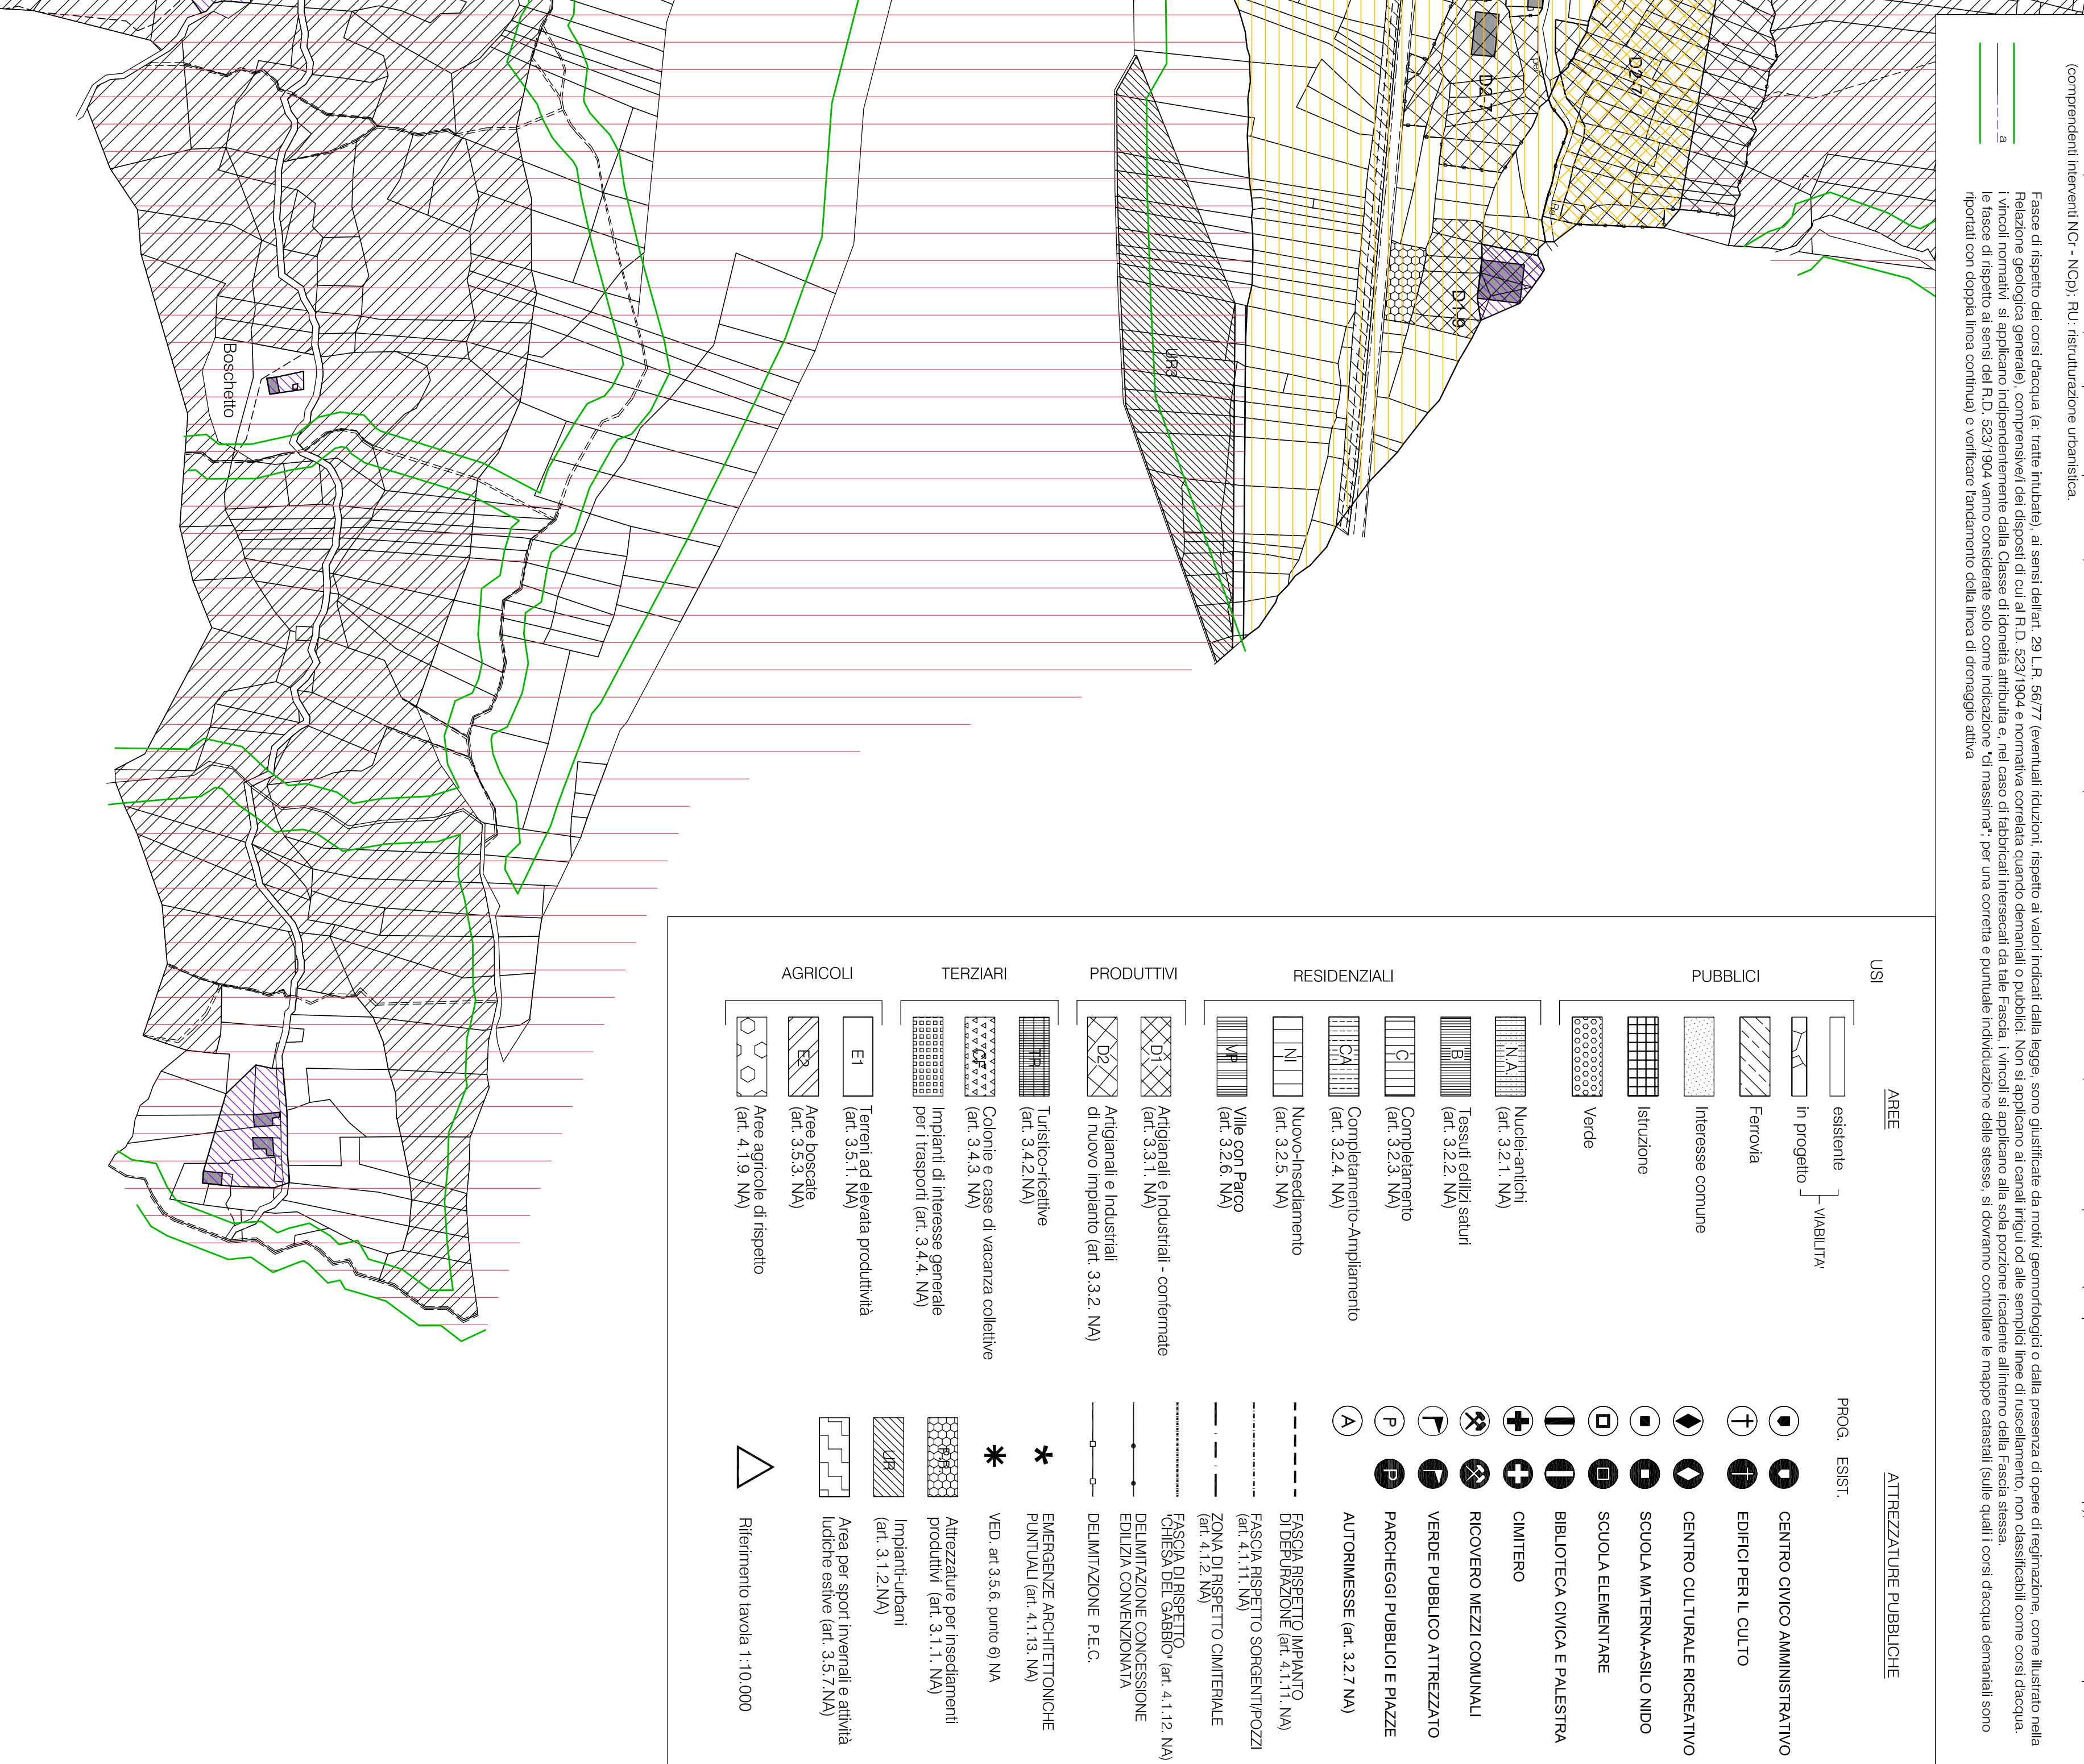 (comprendenti interventi NCr - NCp); RU: ristrutturazione urbanistica.
a
Fasce di rispetto dei corsi d'acqua (a: tratte intubate), ai sensi dell'art. 29 L.R. 56/77 (eventuali riduzioni, rispetto ai valori indicati dalla legge, sono giustificate da motivi geomorfologici o dalla presenza di opere di regimazione, come illustrato nella
Relazione geologica generale), comprensive/i dei disposti di cui al R.D. 523/1904 e normativa correlata quando demaniali o pubblici. Non si applicano ai canali irrigui od alle semplici linee di ruscellamento, non classificabili come corsi d'acqua.
i vincoli normativi si applicano indipendentemente dalla Classe di idoneità attribuita e, nel caso di fabbricati intersecati da tale Fascia, i vincoli si applicano alla sola porzione ricadente all'interno della Fascia stessa.
le fasce di rispetto ai sensi del R.D. 523/1904 vanno considerate solo come indicazione "di massima"; per una corretta e puntuale individuazione delle stesse, si dovranno controllare le mappe catastali (sulle quali i corsi d'acqua demaniali sono
riportati con doppia linea continua) e verificare l'andamento della linea di drenaggio attiva
D2-7
D2-7
D1-9
UR3
Boschetto
USI
AREE
PUBBLICI
esistente
in progetto
VIABILITA'
Ferrovia
Interesse comune
Istruzione
Verde
RESIDENZIALI
N.A.
Nuclei-antichi
(art. 3.2.1. NA)
B
Tessuti edilizi saturi
(art. 3.2.2. NA)
C
Completamento
(art. 3.2.3. NA)
CA
Completamento-Ampliamento
(art. 3.2.4. NA)
NI
Nuovo-Insediamento
(art. 3.2.5. NA)
VP
Ville con Parco
(art. 3.2.6. NA)
PRODUTTIVI
D1
Artigianali e Industriali - confermate
(art. 3.3.1. NA)
D2
Artigianali e Industriali
di nuovo impianto (art. 3.3.2. NA)
TERZIARI
TR
Turistico-ricettive
(art. 3.4.2.NA)
Colonie e case di vacanza collettive
(art. 3.4.3. NA)
Impianti di interesse generale
per i trasporti (art. 3.4.4. NA)
AGRICOLI
E1
Terreni ad elevata produttività
(art. 3.5.1. NA)
E2
Aree boscate
(art. 3.5.3. NA)
Aree agricole di rispetto
(art. 4.1.9. NA)
ATTREZZATURE PUBBLICHE
PROG. ESIST.
CENTRO CIVICO AMMINISTRATIVO
EDIFICI PER IL CULTO
CENTRO CULTURALE RICREATIVO
SCUOLA MATERNA-ASILO NIDO
SCUOLA ELEMENTARE
BIBLIOTECA CIVICA E PALESTRA
CIMITERO
RICOVERO MEZZI COMUNALI
VERDE PUBBLICO ATTREZZATO
P P PARCHEGGI PUBBLICI E PIAZZE
A AUTORIMESSE (art. 3.2.7 NA)
FASCIA RISPETTO IMPIANTO
DI DEPURAZIONE (art. 4.1.11. NA)
FASCIA RISPETTO SORGENTI/POZZI
(art. 4.1.11. NA)
ZONA DI RISPETTO CIMITERIALE
(art. 4.1.2. NA)
FASCIA DI RISPETTO
"CHIESA DEL GABBIO" (art. 4.1.12. NA)
DELIMITAZIONE CONCESSIONE
EDILIZIA CONVENZIONATA
DELIMITAZIONE P.E.C.
EMERGENZE ARCHITETTONICHE
PUNTUALI (art. 4.1.13. NA)
VED. art 3.5.6. punto 6) NA
Attrezzature per insediamenti
produttivi (art. 3.1.1. NA)
UR
Impianti-urbani
(art. 3.1.2.NA)
Area per sport invernali e attività
ludiche estive (art. 3.5.7.NA)
Riferimento tavola 1:10.000